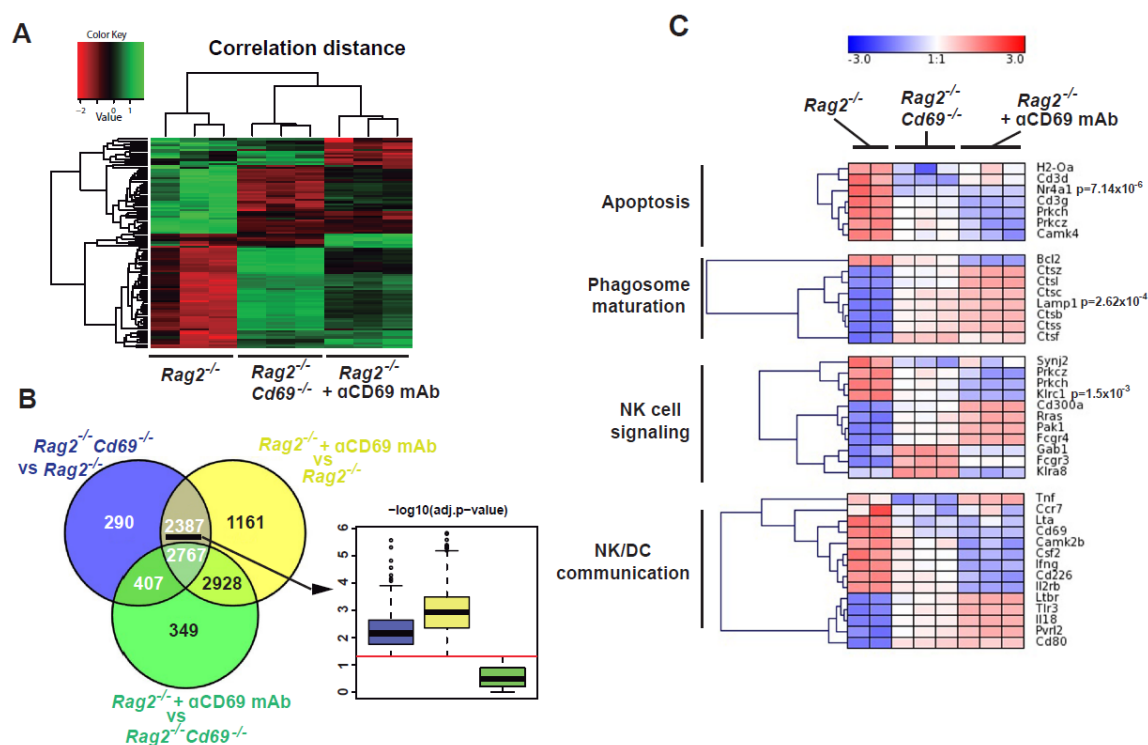 A
Color Key
-2 -1 0 1
Value
Correlation distance
Rag2-/-
Rag2-/-
Cd69-/-
Rag2-/-
+ αCD69 mAb
B
Rag2-/-Cd69-/-
vs Rag2-/-
Rag2-/- + αCD69 mAb
vs
Rag2-/-
290
2387
1161
2767
407
2928
349
Rag2-/- + αCD69 mAb
vs
Rag2-/-Cd69-/-
−log10(adj.p−value)
6
5
4
3
2
1
0
C
-3.0 1:1 3.0
Rag2-/-
Rag2-/-
Cd69-/-
Rag2-/-
+ αCD69 mAb
Apoptosis
H2-Oa
Cd3d
Nr4a1 p=7.14x10-6
Cd3g
Prkch
Prkcz
Camk4
Phagosome
maturation
Bcl2
Ctsz
Ctsl
Ctsc
Lamp1 p=2.62x10-4
Ctsb
Ctss
Ctsf
NK cell
signaling
Synj2
Prkcz
Prkch
Klrc1 p=1.5x10-3
Cd300a
Rras
Pak1
Fcgr4
Gab1
Fcgr3
Klra8
NK/DC
communication
Tnf
Ccr7
Lta
Cd69
Camk2b
Csf2
Ifng
Cd226
Il2rb
Ltbr
Tlr3
Il18
Pvrl2
Cd80